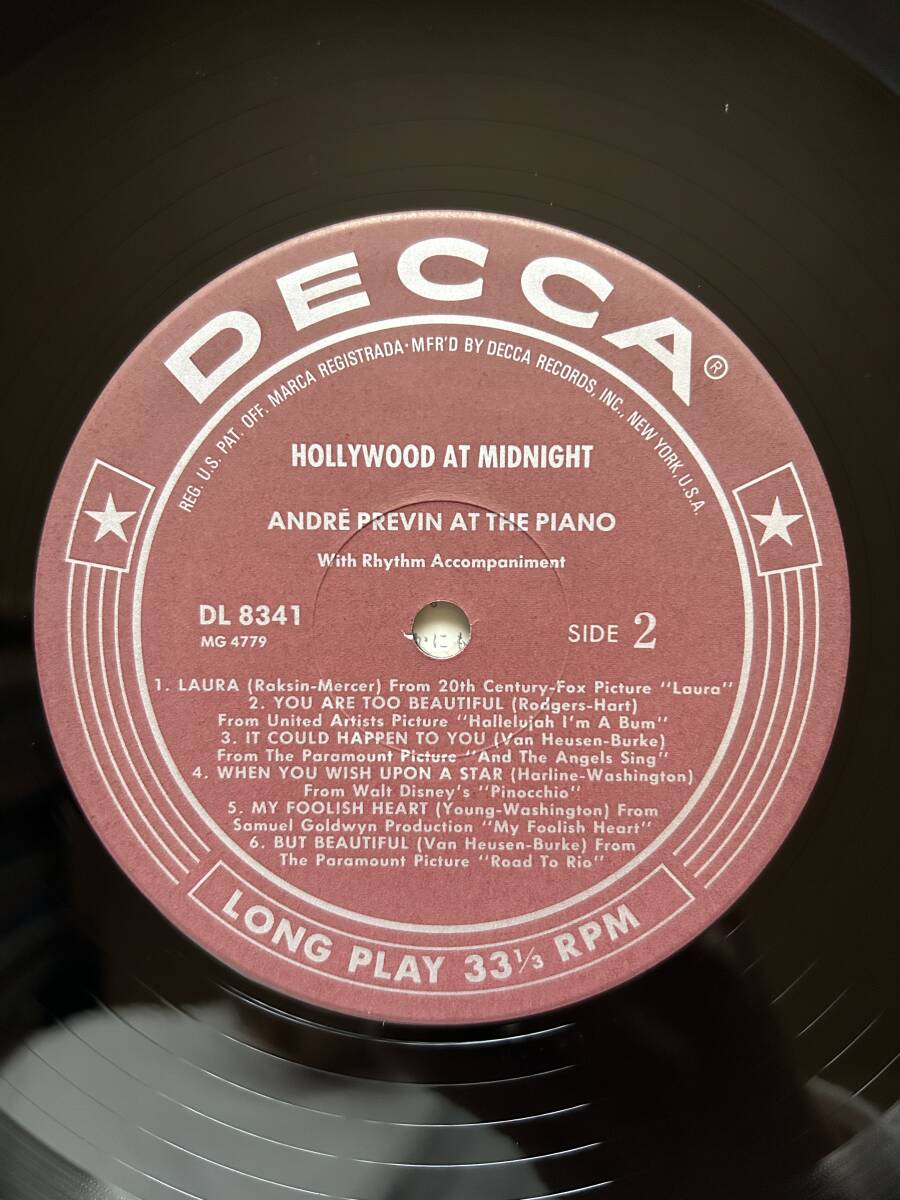 DECCA®
REG. U.S. PAT. OFF. MARCA REGISTRADA · MFR'D BY DECCA RECORDS, INC., NEW YORK, U.S.A.
HOLLYWOOD AT MIDNIGHT
ANDRÉ PREVIN AT THE PIANO
With Rhythm Accompaniment
DL 8341
MG 4779
SIDE 2
1. LAURA (Raksin-Mercer) From 20th Century-Fox Picture "Laura"
2. YOU ARE TOO BEAUTIFUL (Rodgers-Hart)
From United Artists Picture "Hallelujah I'm A Bum"
3. IT COULD HAPPEN TO YOU (Van Heusen-Burke)
From The Paramount Picture "And The Angels Sing"
4. WHEN YOU WISH UPON A STAR (Harline-Washington)
From Walt Disney's "Pinocchio"
5. MY FOOLISH HEART (Young-Washington) From
Samuel Goldwyn Production "My Foolish Heart"
6. BUT BEAUTIFUL (Van Heusen-Burke) From
The Paramount Picture "Road To Rio"
LONG PLAY 33⅓ RPM